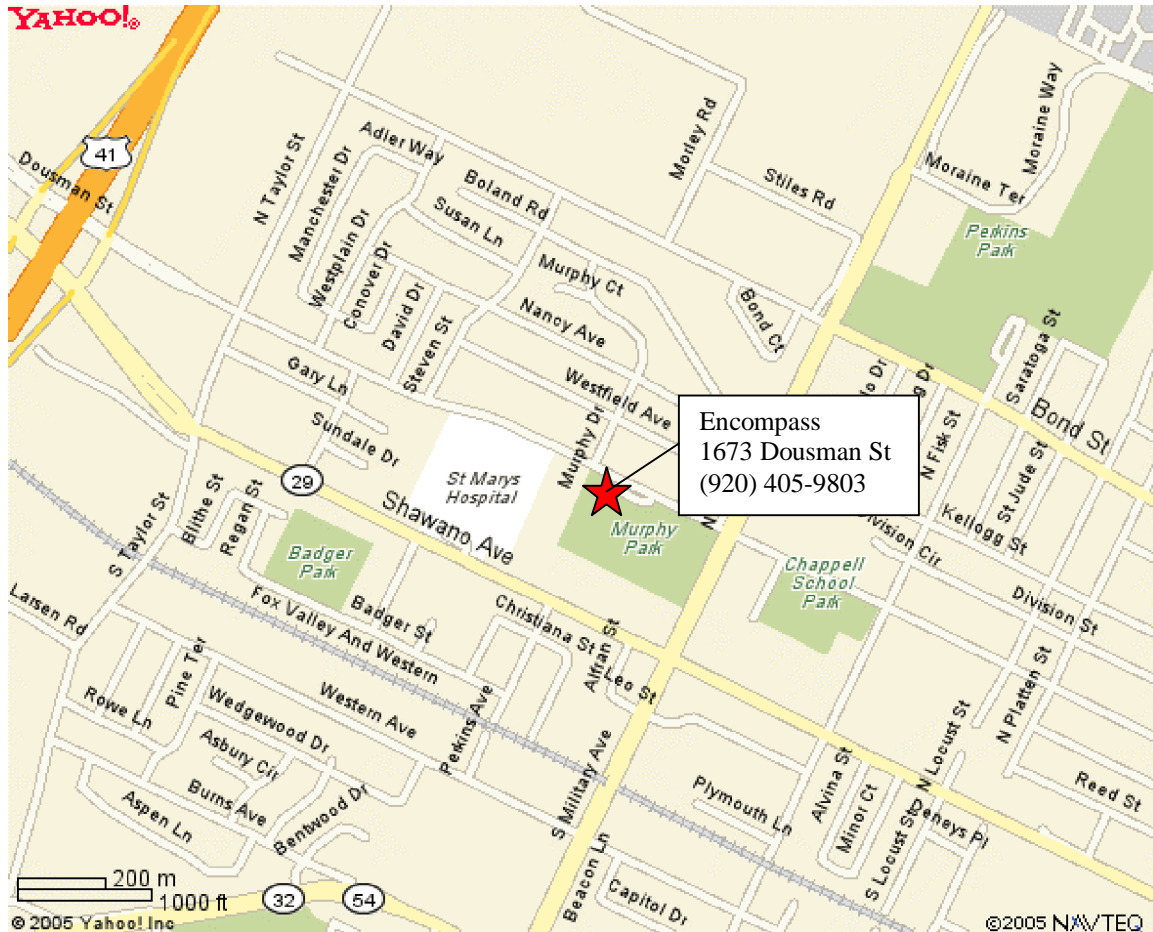 YAHOO!®
41
Dousman St
N Taylor St
Adler Way
Manchester Dr
Westplain Dr
Conover Dr
David Dr
Steven St
Boland Rd
Susan Ln
Morley Rd
Stiles Rd
Moraine Way
Moraine Ter
Perkins
Park
Murphy Ct
Nancy Ave
Bond Ct
Westfield Ave
Murphy Dr
Gary Ln
Sundale Dr
Saratoga St
Bond St
N Fisk St
St Jude St
Kellogg St
Division Cir
Division St
Encompass
1673 Dousman St
(920) 405-9803
St Marys
Hospital
29
Shawano Ave
Murphy
Park
Chappell
School
Park
Badger
Park
Blithe St
Regan St
S Taylor St
Larsen Rd
Fox Valley And Western
Badger St
Christiana St
Alfran St
Leo St
Pine Ter
Rowe Ln
Wedgewood Dr
Western Ave
Perkins Ave
Asbury Cir
Burns Ave
Aspen Ln
Bentwood Dr
S Military Ave
Beacon Ln
Capitol Dr
Plymouth Ln
Alvina St
Minor Ct
N Locust St
S Locust St
Deneys Pl
N Platten St
Reed St
200 m
1000 ft
32
54
© 2005 Yahoo! Inc
©2005 NAVTEQ